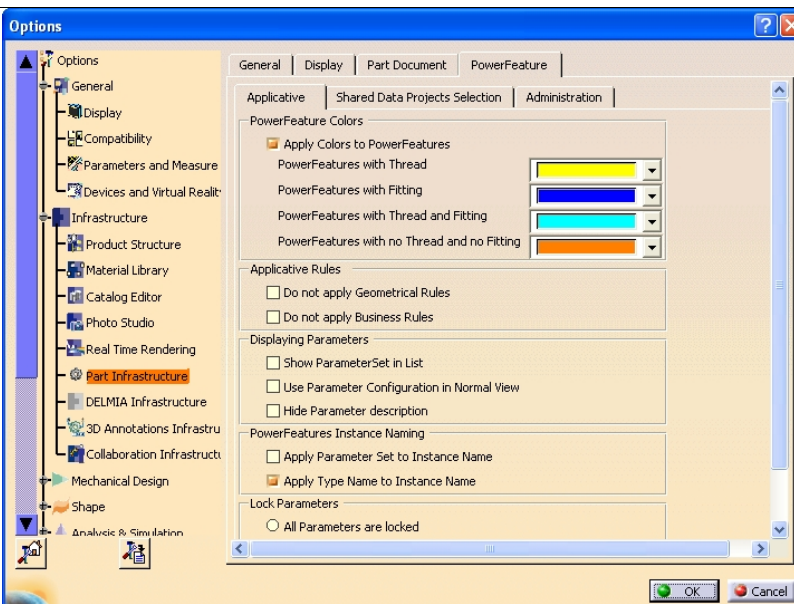 Options
Options
General
Display
Compatibility
Parameters and Measure
Devices and Virtual Realit
Infrastructure
Product Structure
Material Library
Catalog Editor
Photo Studio
Real Time Rendering
Part Infrastructure
DELMIA Infrastructure
3D Annotations Infrastru
Collaboration Infrastruct
Mechanical Design
Shape
Analysis & Simulation
General Display Part Document PowerFeature
Applicative Shared Data Projects Selection Administration
PowerFeature Colors
Apply Colors to PowerFeatures
PowerFeatures with Thread
PowerFeatures with Fitting
PowerFeatures with Thread and Fitting
PowerFeatures with no Thread and no Fitting
Applicative Rules
Do not apply Geometrical Rules
Do not apply Business Rules
Displaying Parameters
Show ParameterSet in List
Use Parameter Configuration in Normal View
Hide Parameter description
PowerFeatures Instance Naming
Apply Parameter Set to Instance Name
Apply Type Name to Instance Name
Lock Parameters
All Parameters are locked
OK Cancel